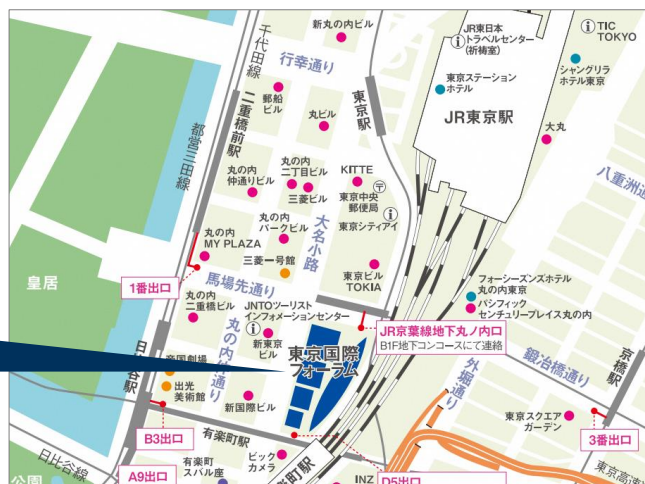 千代田線
新丸の内ビル
行幸通り
JR東日本
トラベルセンター
(祈祷室)
TIC
TOKYO
シャングリラ
ホテル東京
東京ステーション
ホテル
JR東京駅
大丸
八重洲通
都営三田線
二重橋前駅
郵船
ビル
丸ビル
東京駅
丸の内
二丁目ビル
丸の内
仲通りビル
三菱ビル
KITTE
東京中央
郵便局
東京シティアイ
大名小路
丸の内
MY PLAZA
丸の内
パークビル
三菱一号館
皇居
1番出口
馬場先通り
東京ビル
TOKIA
フォーシーズンズホテル
丸の内東京
パシフィック
センチュリープレイス丸の内
丸の内
二重橋ビル
JNTOツーリスト
インフォメーションセンター
新東京
ビル
東京国際
フォーラム
JR京葉線地下丸ノ内口
B1F地下コンコースにて連絡
鍛冶橋通り
京橋駅
外堀通り
日比谷駅
帝国劇場
出光
美術館
新国際ビル
東京スクエア
ガーデン
B3出口
有楽町駅
3番出口
日比谷線
公園
A9出口
有楽町
スバル座
ビック
カメラ
INZ
D5出口
東京高速道